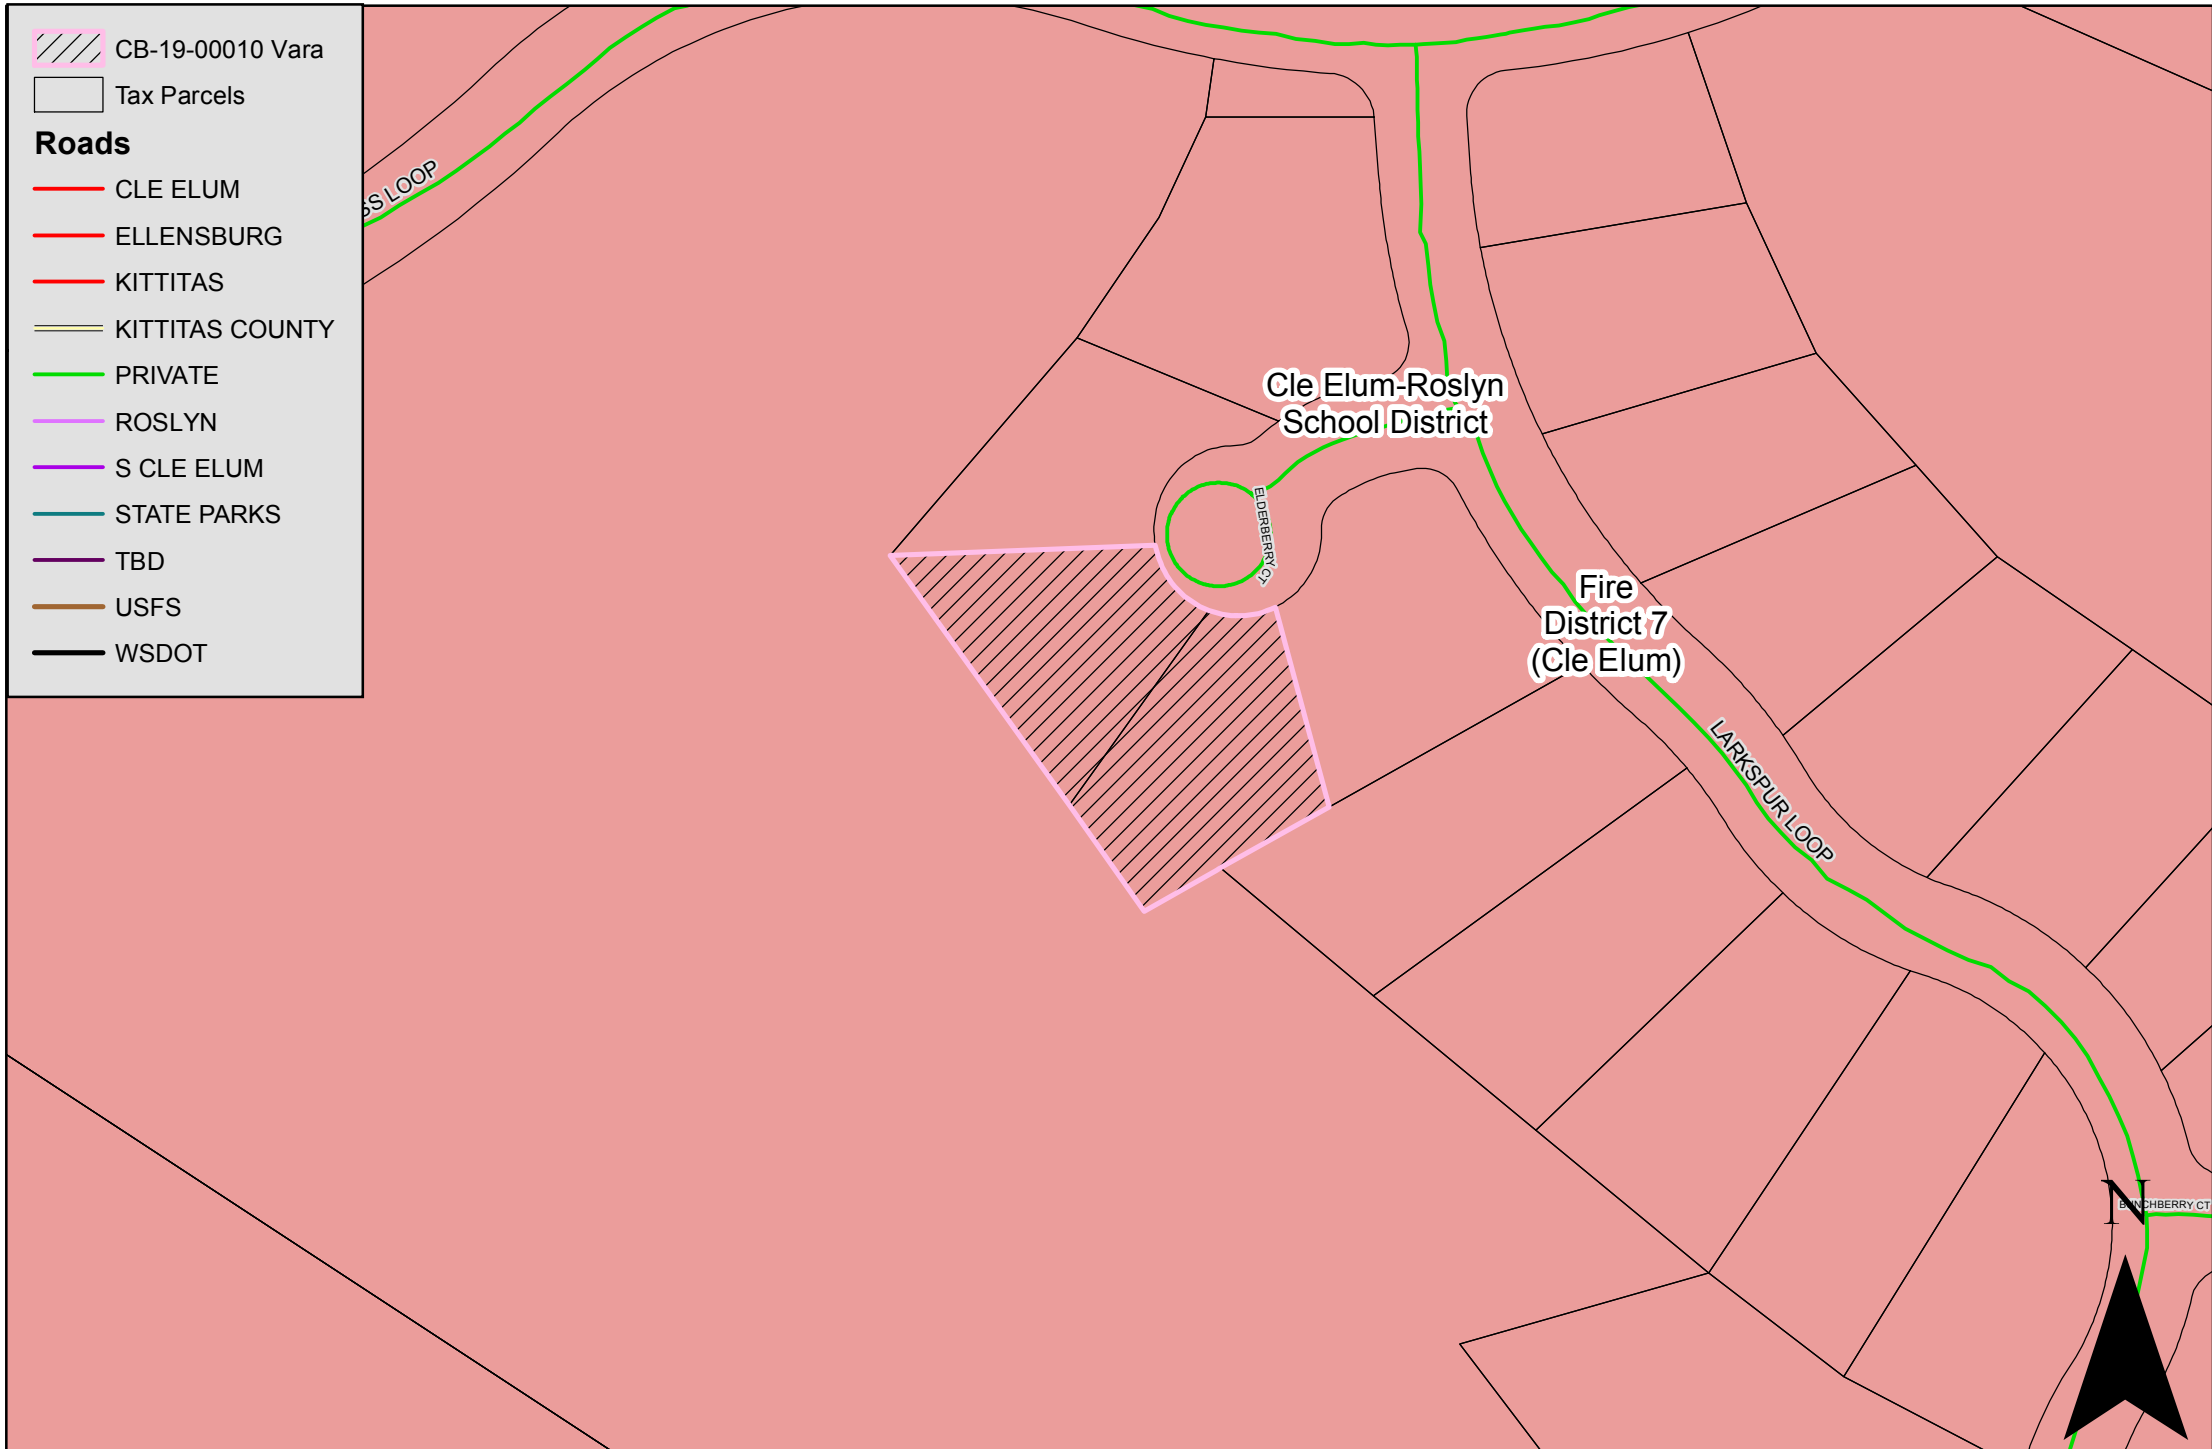 CB-19-00010 Vara
Tax Parcels
Roads
CLE ELUM
ELLENSBURG
KITTITAS
KITTITAS COUNTY
PRIVATE
ROSLYN
S CLE ELUM
STATE PARKS
TBD
USFS
WSDOT
SS LOOP
Cle Elum-Roslyn
School District
ELDERBERRY CT
Fire
District 7
(Cle Elum)
LARKSPUR LOOP
N
BUNCHBERRY CT